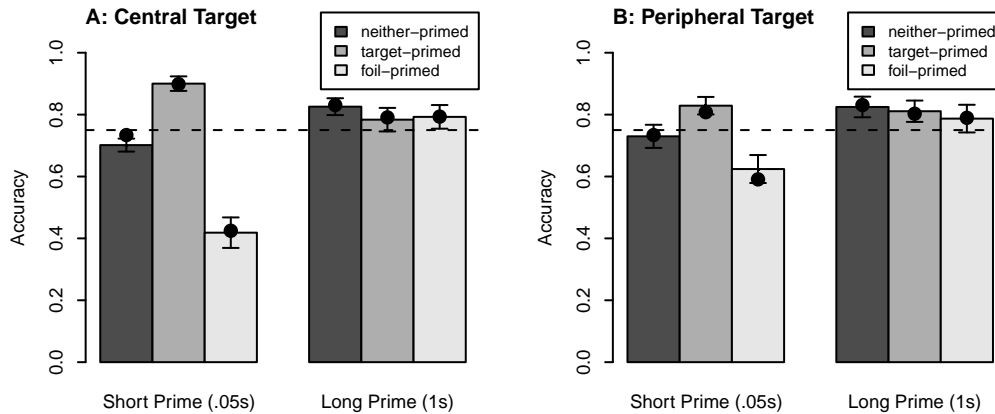 A: Central Target
neither−primed
target−primed
foil−primed
Accuracy
1.0
0.8
0.6
0.4
0.2
0.0
Short Prime (.05s)
Long Prime (1s)
B: Peripheral Target
neither−primed
target−primed
foil−primed
Accuracy
1.0
0.8
0.6
0.4
0.2
0.0
Short Prime (.05s)
Long Prime (1s)